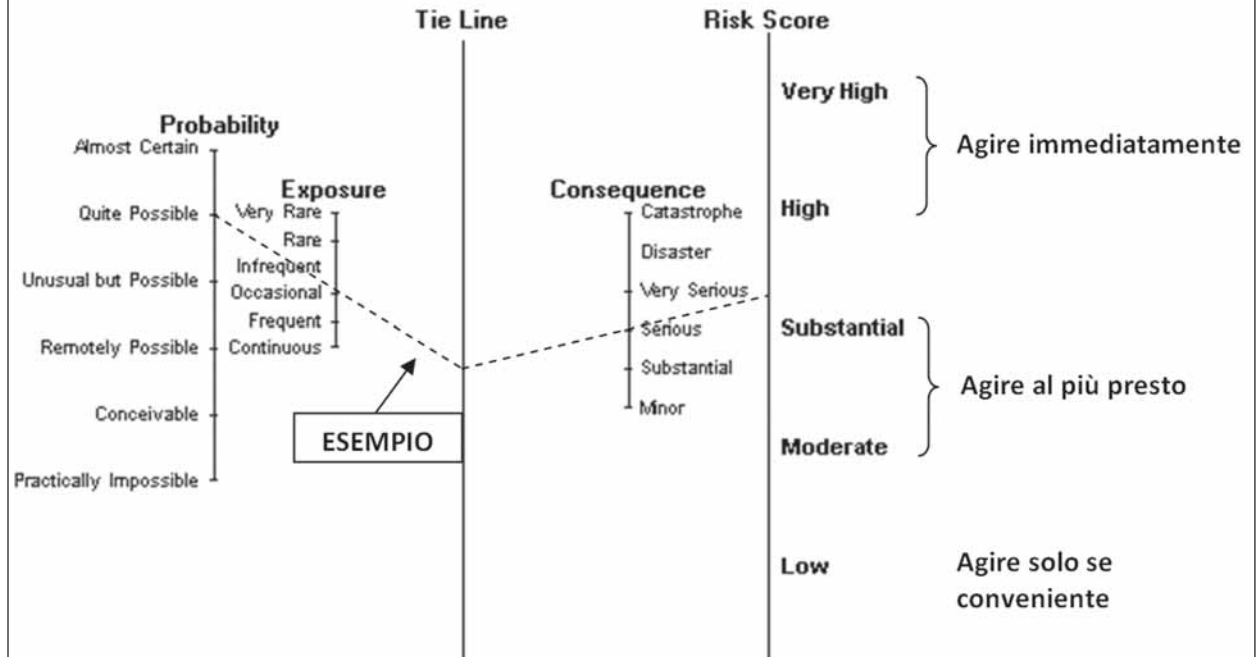 Tie Line
Risk Score
Probability
Almost Certain
Quite Possible
Unusual but Possible
Remotely Possible
Conceivable
Practically Impossible
Exposure
Very Rare
Rare
Infrequent
Occasional
Frequent
Continuous
ESEMPIO
Consequence
Catastrophe
Disaster
Very Serious
Serious
Substantial
Minor
Very High
High
Substantial
Moderate
Low
Agire immediatamente
Agire al più presto
Agire solo se
conveniente